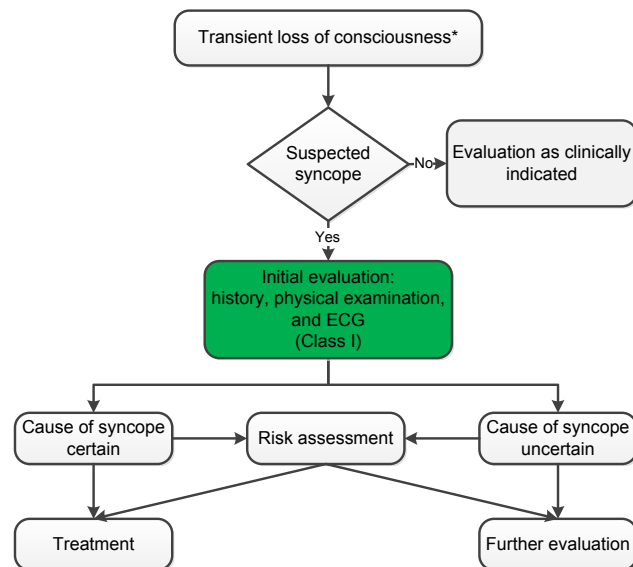 Transient loss of consciousness*
Suspected
syncope
No
Evaluation as clinically
indicated
Yes
Initial evaluation:
history, physical examination,
and ECG
(Class I)
Cause of syncope
certain
Risk assessment
Cause of syncope
uncertain
Treatment
Further evaluation